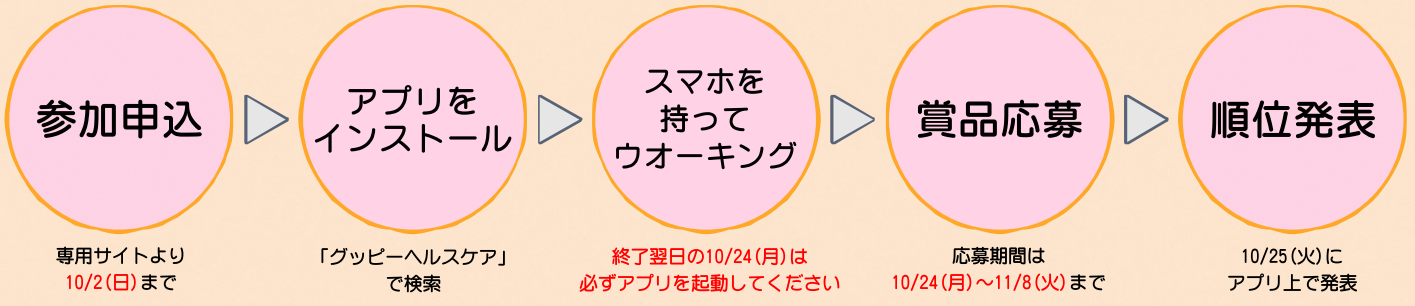 参加申込
専用サイトより
10/2(日)まで
アプリを
インストール
「グッピーヘルスケア」
で検索
スマホを
持って
ウオーキング
終了翌日の10/24(月)は
必ずアプリを起動してください
賞品応募
応募期間は
10/24(月)〜11/8(火)まで
順位発表
10/25(火)に
アプリ上で発表